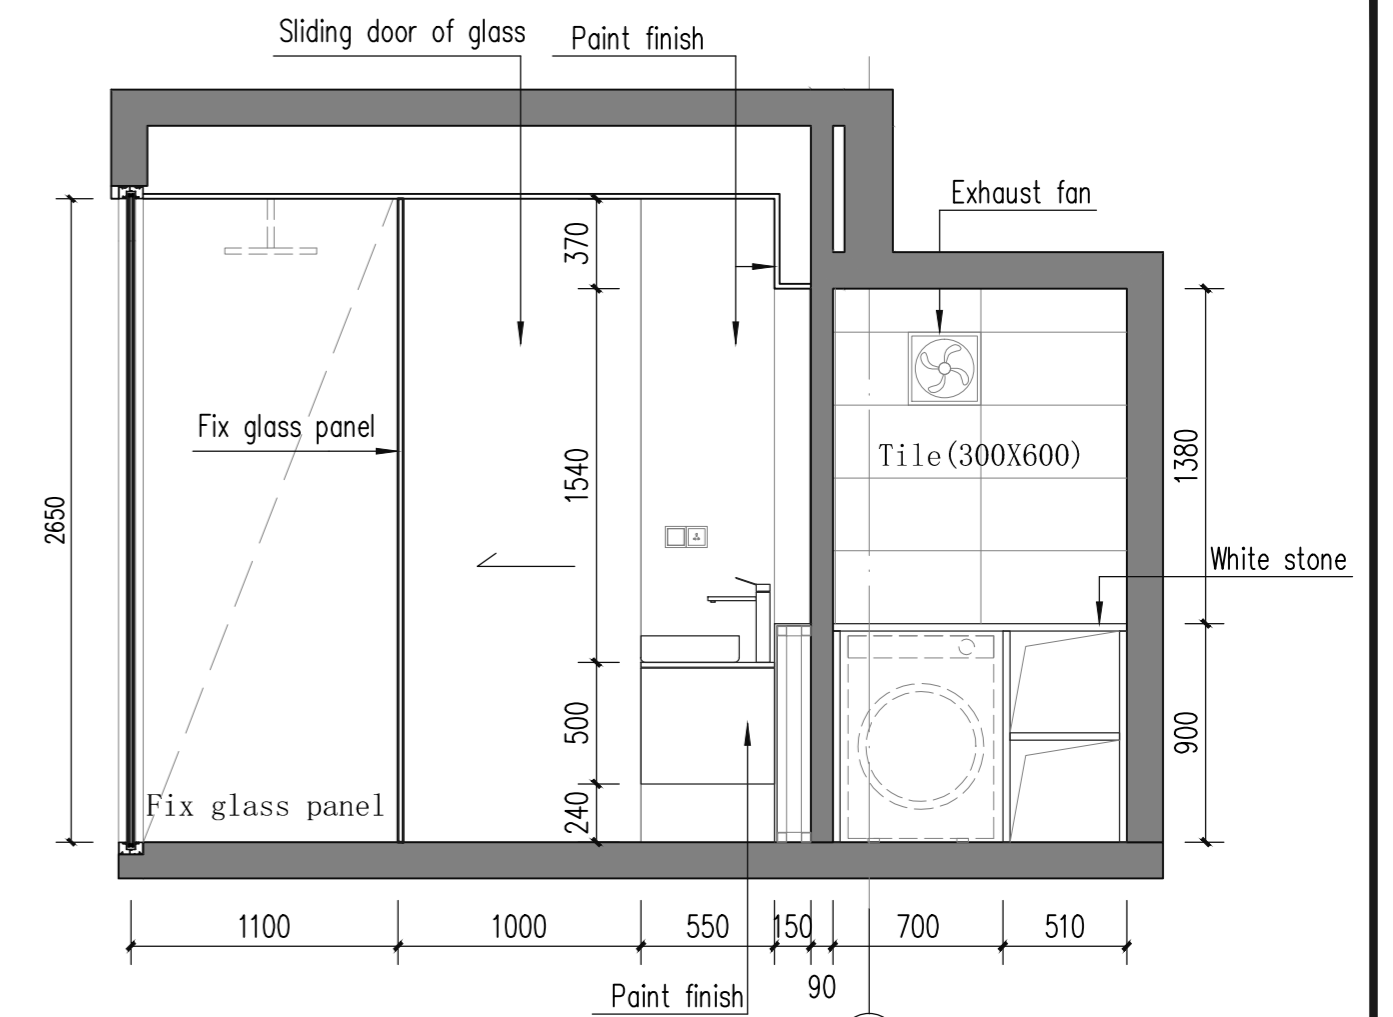 Sliding door of glass
Paint finish
Exhaust fan
370
Fix glass panel
Tile(300X600)
1380
1540
2650
White stone
500
900
Fix glass panel
240
1100
1000
550
150
700
510
90
Paint finish